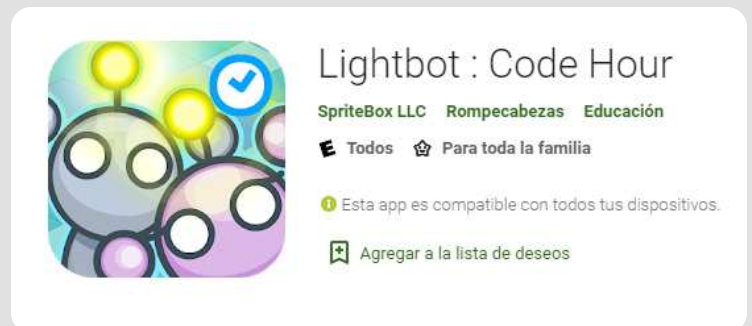 Lightbot : Code Hour
SpriteBox LLC Rompecabezas Educación
E Todos Para toda la familia
Esta app es compatible con todos tus dispositivos.
Agregar a la lista de deseos